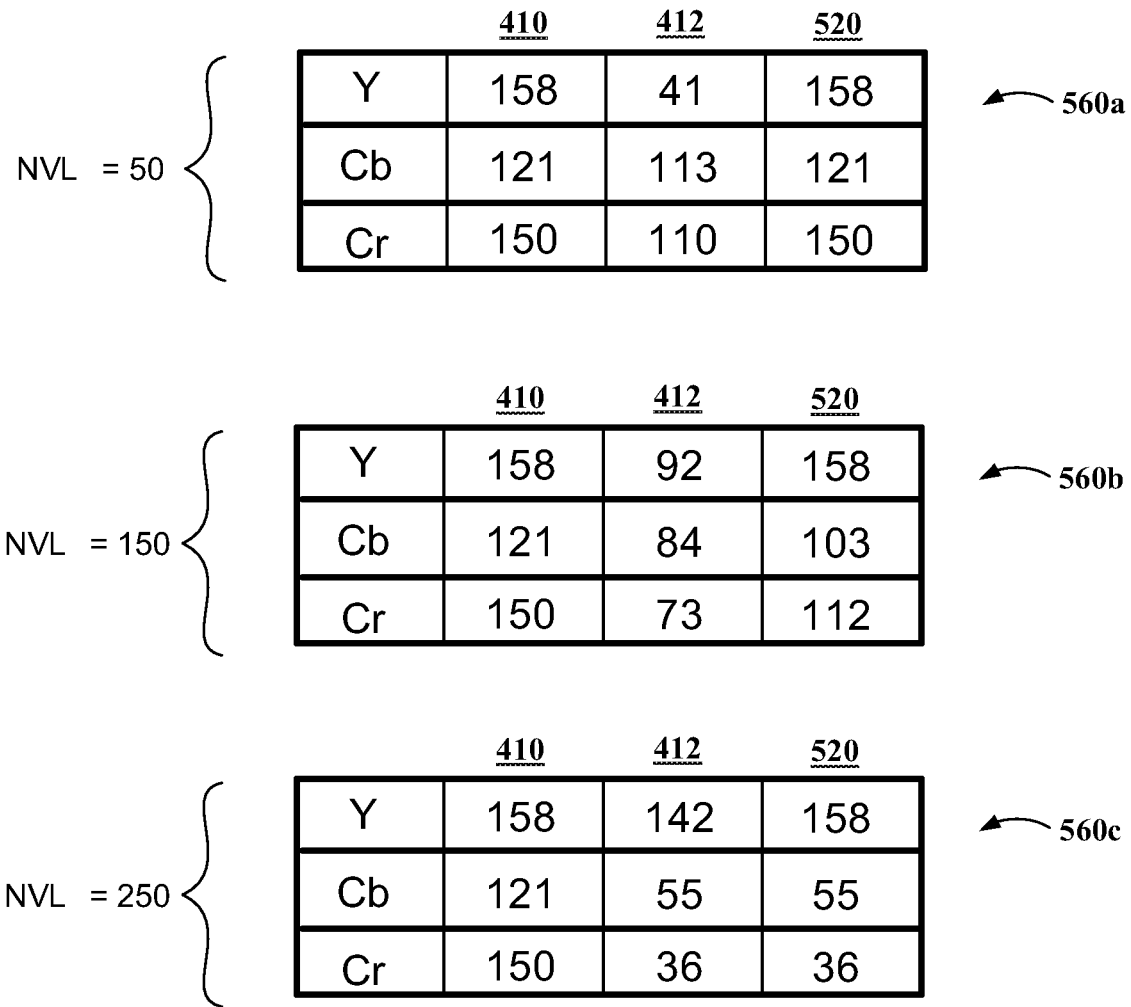 410 412 520
Y 158 41 158
560a
NVL = 50
Cb 121 113 121
Cr 150 110 150
410 412 520
Y 158 92 158
560b
NVL = 150
Cb 121 84 103
Cr 150 73 112
410 412 520
Y 158 142 158
560c
NVL = 250
Cb 121 55 55
Cr 150 36 36